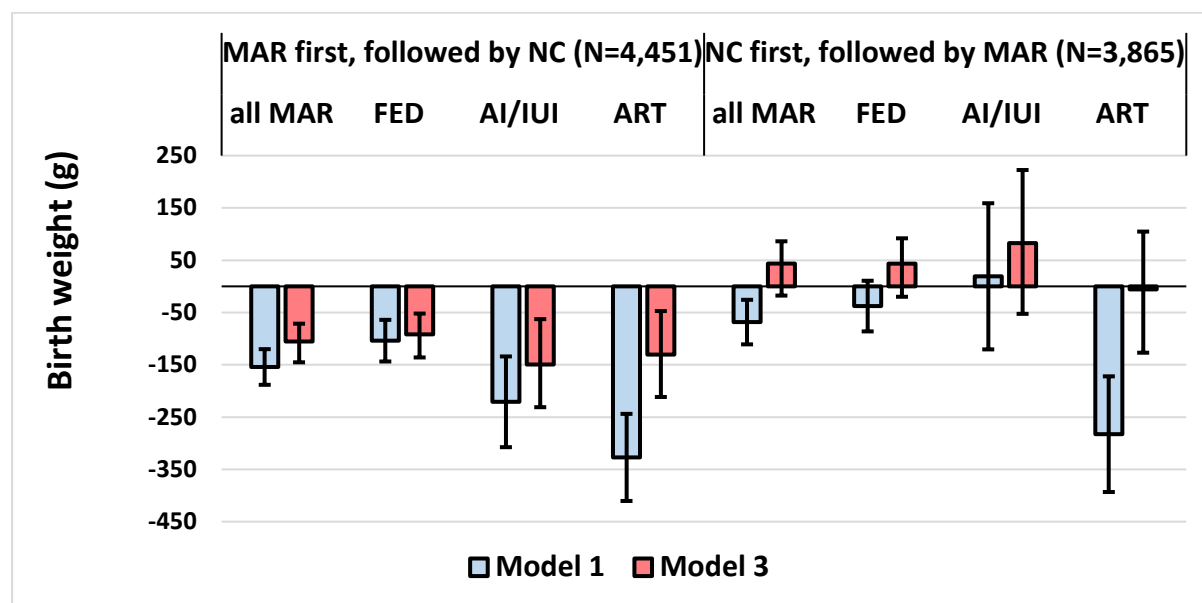 MAR first, followed by NC (N=4,451) NC first, followed by MAR (N=3,865)
all MAR FED AI/IUI ART all MAR FED AI/IUI ART
Birth weight (g)
250
150
50
-50
-150
-250
-350
-450
Model 1 Model 3